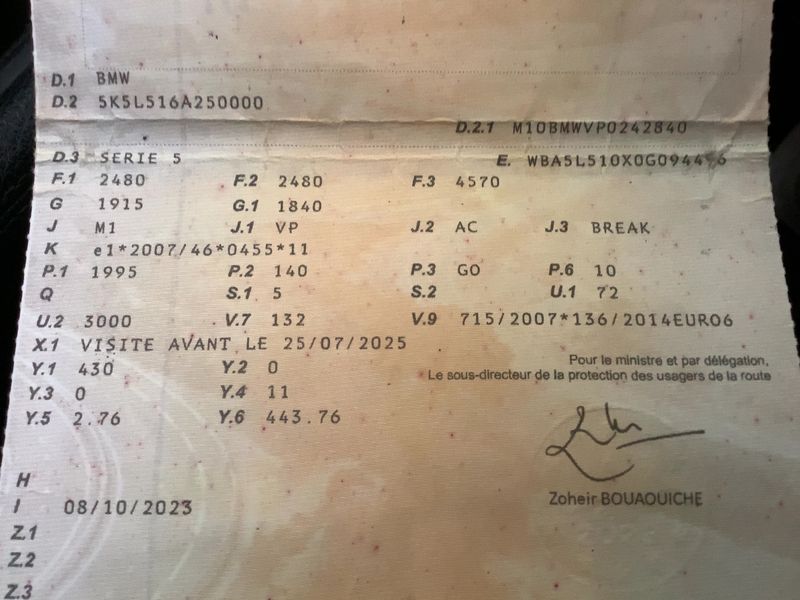 D.1 BMW
D.2 5K5L516A250000
D.2.1 M10BMWVP0242840
D.3 SERIE 5 E.
F.1 2480 F.2 2480 F.3 4570
G 1915 G.1 1840
J M1 J.1 VP J.2 AC J.3 BREAK
K e1*2007/46*0455*11
P.1 1995 P.2 140 P.3 GO P.6 10
Q S.1 5 S.2 U.1 72
U.2 3000 V.7 132 V.9 715/2007*136/2014EURO6
X.1 VISITE AVANT LE 25/07/2025
Y.1 430 Y.2 0
Pour le ministre et par délégation,
Le sous-directeur de la protection des usagers de la route
Y.3 0 Y.4 11
Y.5 2.76 Y.6 443.76
H
Zoheir BOUAOUICHE
I 08/10/2023
Z.1
Z.2
Z.3